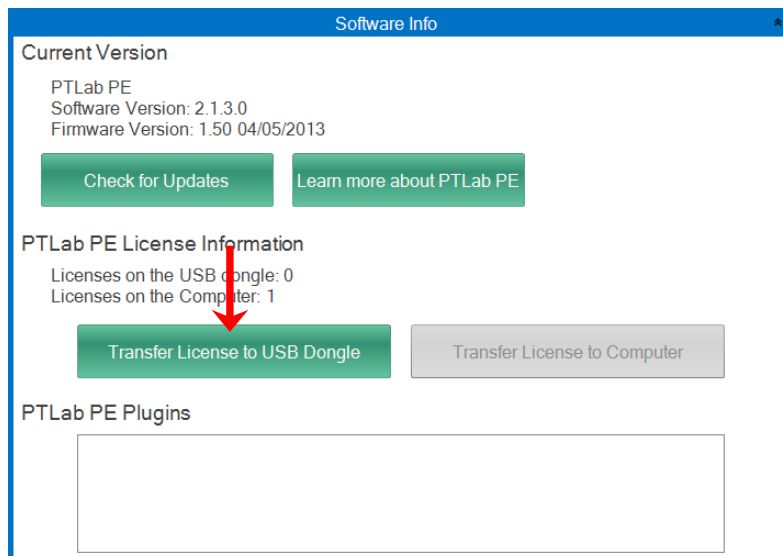 Software Info
Current Version
PTLab PE
Software Version: 2.1.3.0
Firmware Version: 1.50 04/05/2013
Check for Updates
Learn more about PTLab PE
PTLab PE License Information
Licenses on the USB dongle: 0
Licenses on the Computer: 1
Transfer License to USB Dongle
Transfer License to Computer
PTLab PE Plugins